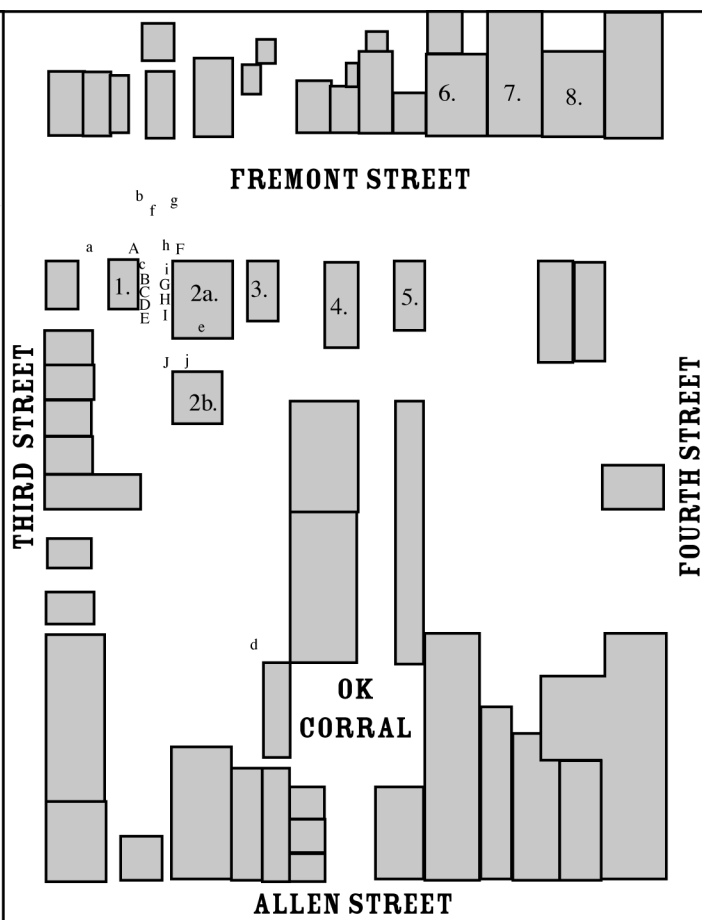 6.
7.
8.
FREMONT STREET
b
f
g
a
A
h
F
c
i
B
G
C
H
D
I
E
1.
2a.
e
3.
4.
5.
J
j
2b.
THIRD STREET
FOURTH STREET
d
OK
CORRAL
ALLEN STREET